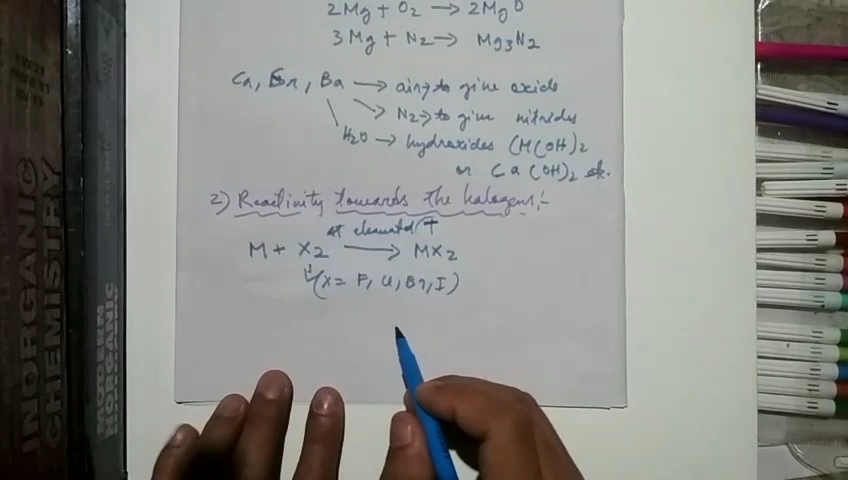 2Mg + O₂ → 2MgO
3Mg + N₂ → Mg₃N₂
Ca, Sr, Ba → air → to give oxide
N₂ → to give nitrides
H₂O → hydroxides (M(OH)₂
or Ca(OH)₂ etc.
2) Reactivity towards the halogens:-
at elevated T
M + X₂ → MX₂
(X = F, Cl, Br, I)
INORGANIC CHEMISTRY
INORGANIC